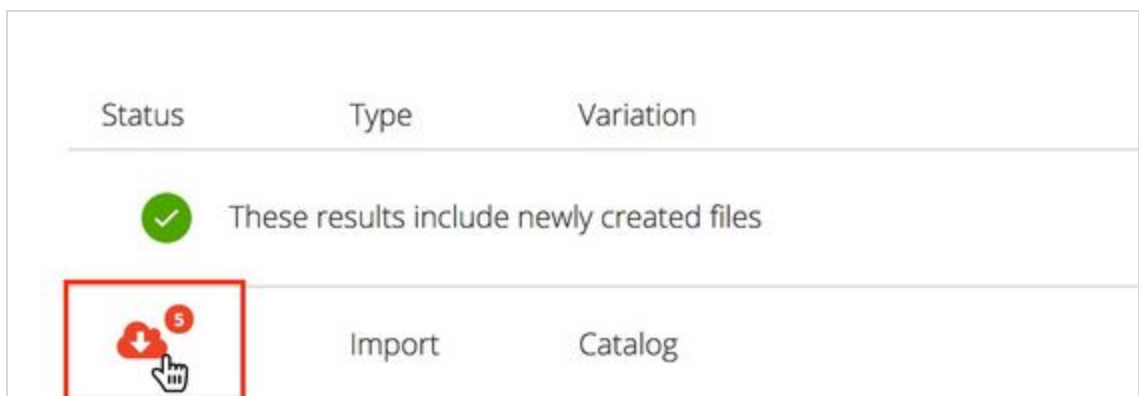 Status Type Variation
These results include newly created files
5
Import Catalog